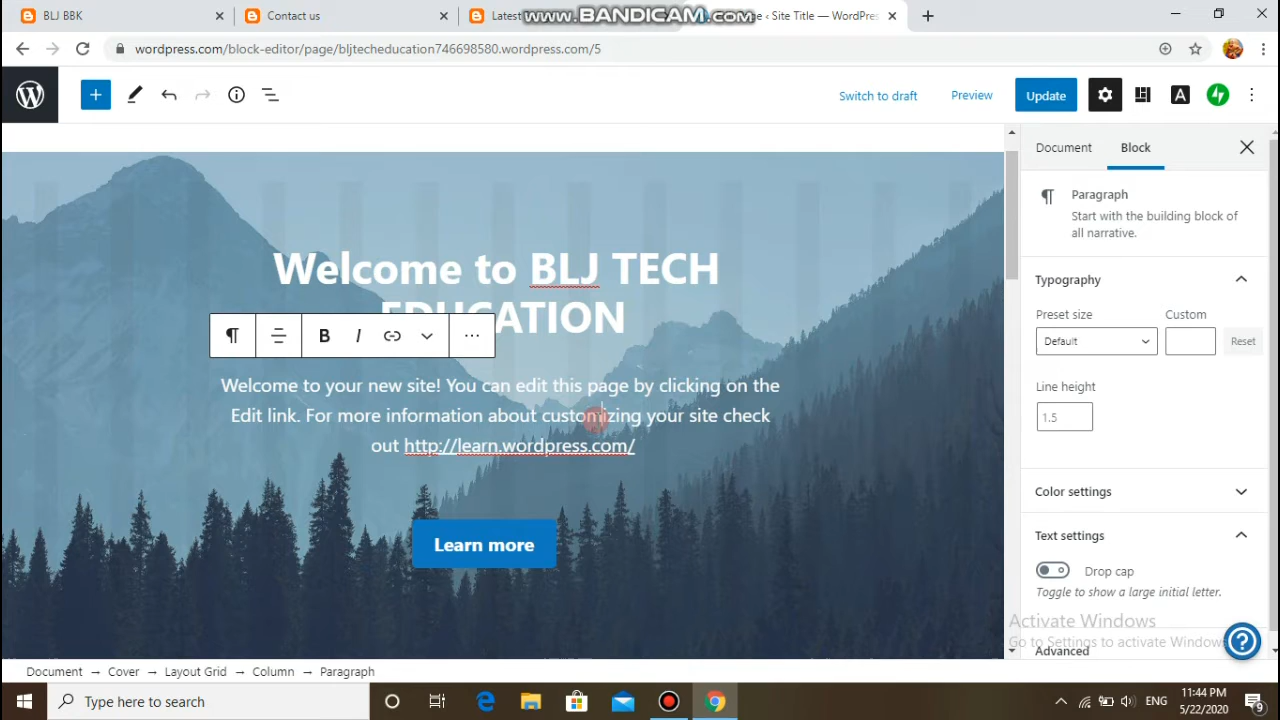 BLJ BBK
Contact us
Latest
WWW.BANDICAM.COM
e ‹ Site Title — WordPres
wordpress.com/block-editor/page/bljtecheducation746698580.wordpress.com/5
Switch to draft
Preview
Update
Document
Block
Paragraph
Start with the building block of
all narrative.
Typography
Preset size
Custom
Default
Reset
Line height
1.5
Color settings
Text settings
Drop cap
Toggle to show a large initial letter.
Advanced
Activate Windows
Go to Settings to activate Windows.
Welcome to BLJ TECH
EDUCATION
B I
Welcome to your new site! You can edit this page by clicking on the
Edit link. For more information about customizing your site check
out http://learn.wordpress.com/
Learn more
Document → Cover → Layout Grid → Column → Paragraph
Type here to search
ENG
11:44 PM
5/22/2020